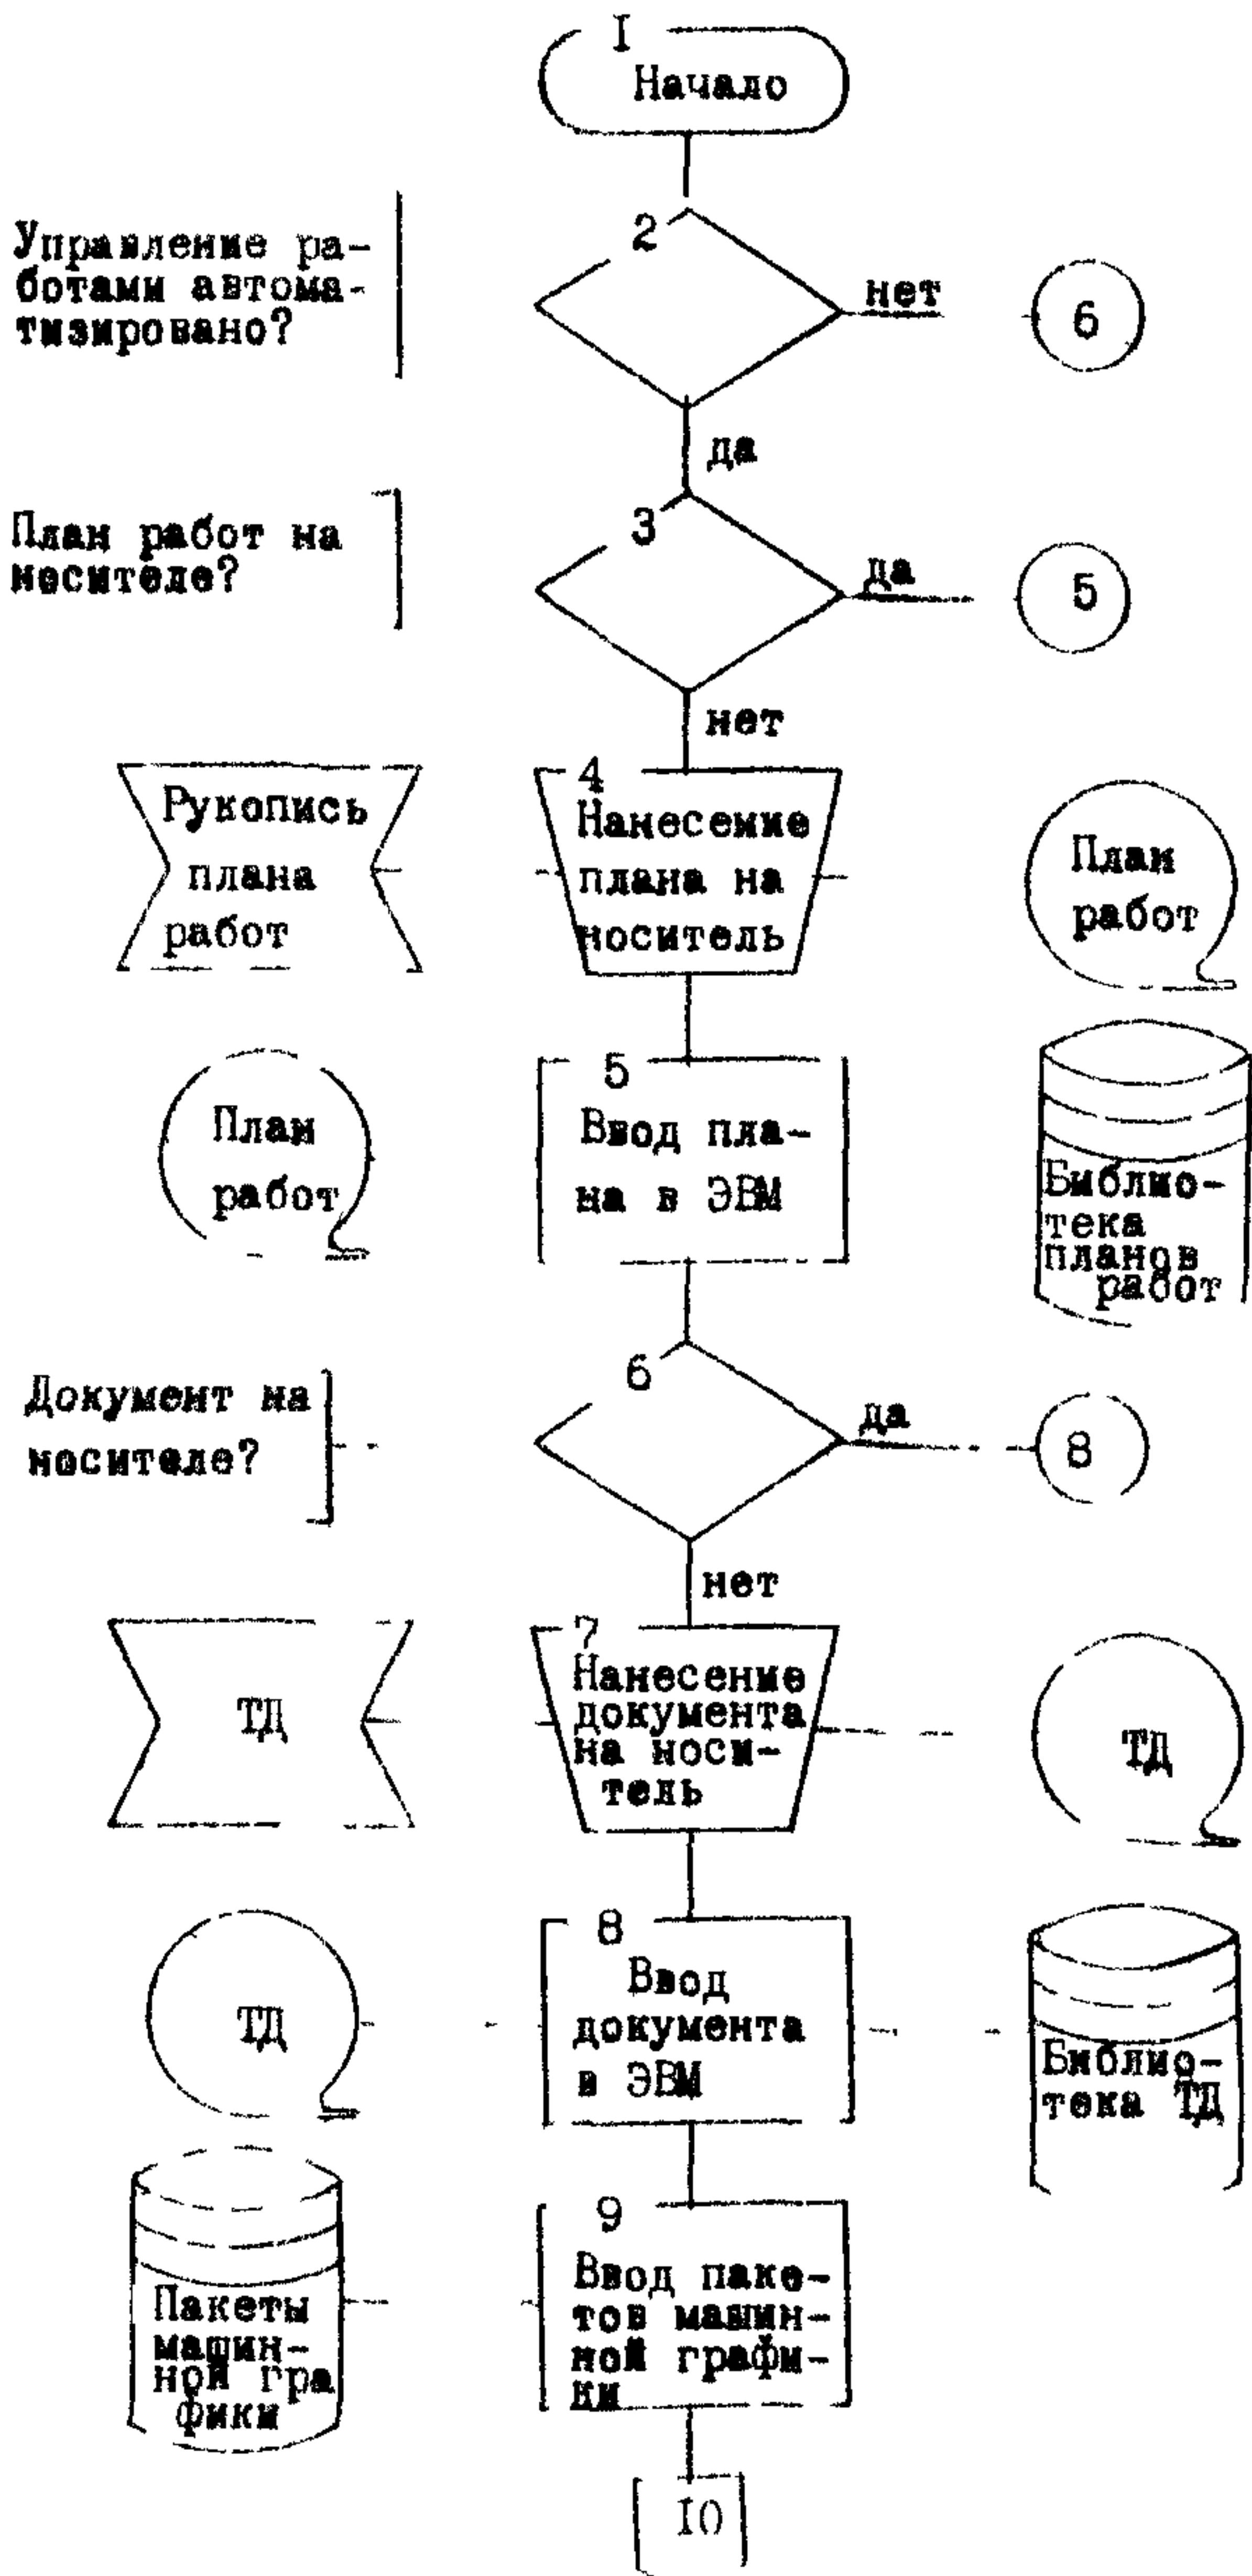 I
Начало
Управление ра-
ботами автома-
тизировано?
2
нет
6
да
План работ на
носителе?
3
да
5
нет
Рукопись
плана
работ
4
Нанесение
плана на
носитель
План
работ
План
работ
5
Ввод пла-
на в ЭВМ
Библио-
тека
планов
работ
Документ на
носителе?
6
да
8
нет
ТД
7
Нанесение
документа
на носи-
тель
ТД
ТД
8
Ввод
документа
в ЭВМ
Библио-
тека ТД
Пакеты
машин-
ной гра
фики
9
Ввод паке-
тов машин-
ной графи-
ки
I0